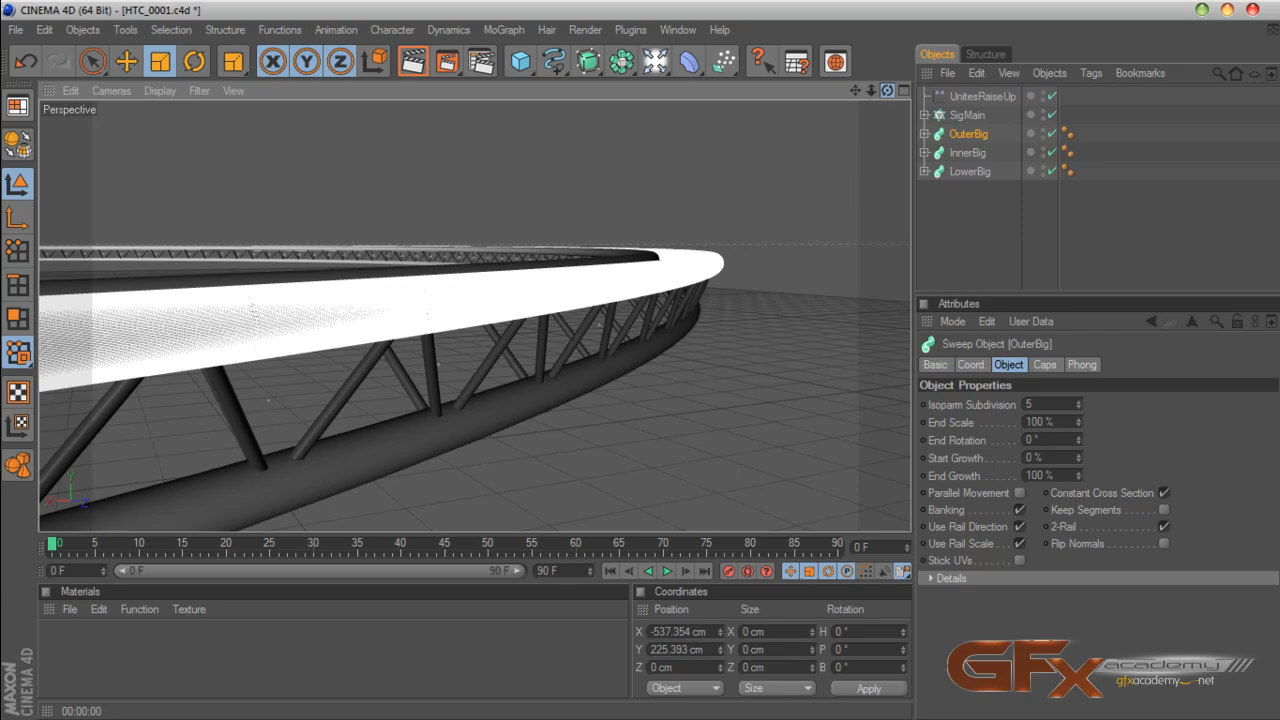 CINEMA 4D (64 Bit) - [HTC_0001.c4d *]
File Edit Objects Tools Selection Structure Functions Animation Character Dynamics MoGraph Hair Render Plugins Window Help
Objects Structure
File Edit View Objects Tags Bookmarks
Edit Cameras Display Filter View
Perspective
UnitesRaiseUp
SigMain
OuterBig
InnerBig
LowerBig
Attributes
Mode Edit User Data
Sweep Object [OuterBig]
Basic Coord. Object Caps Phong
Object Properties
Isoparm Subdivision 5
End Scale 100 %
End Rotation 0 °
Start Growth 0 %
End Growth 100 %
Parallel Movement Constant Cross Section
Banking Keep Segments
Use Rail Direction 2-Rail
Use Rail Scale Flip Normals
Stick UVs
Details
Y
X
Z
0 5 10 15 20 25 30 35 40 45 50 55 60 65 70 75 80 85 90 0 F
0 F 0 F 90 F 90 F
Materials
File Edit Function Texture
Coordinates
Position Size Rotation
X -537.354 cm X 0 cm H 0 °
Y 225.393 cm Y 0 cm P 0 °
Z 0 cm Z 0 cm B 0 °
Object Size Apply
MAXON CINEMA 4D
00:00:00
GFx academy
gfxacademy.net